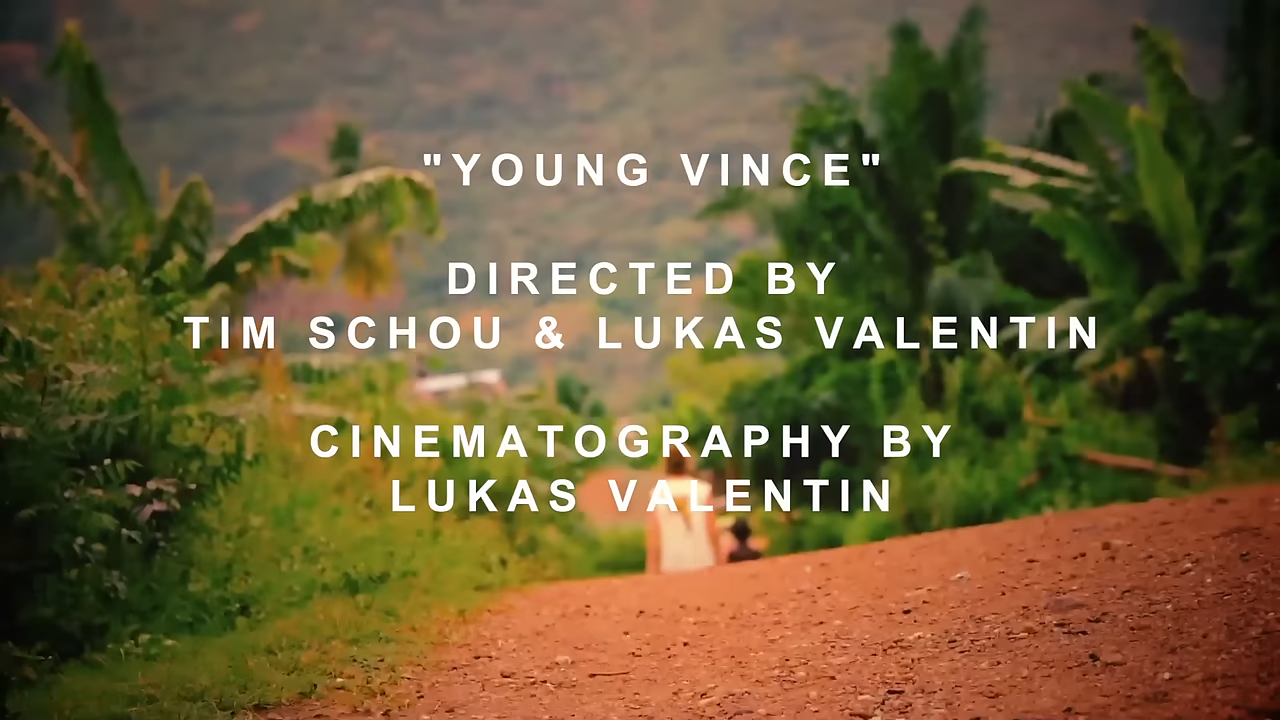 "YOUNG VINCE"
DIRECTED BY
TIM SCHOU & LUKAS VALENTIN
CINEMATOGRAPHY BY
LUKAS VALENTIN